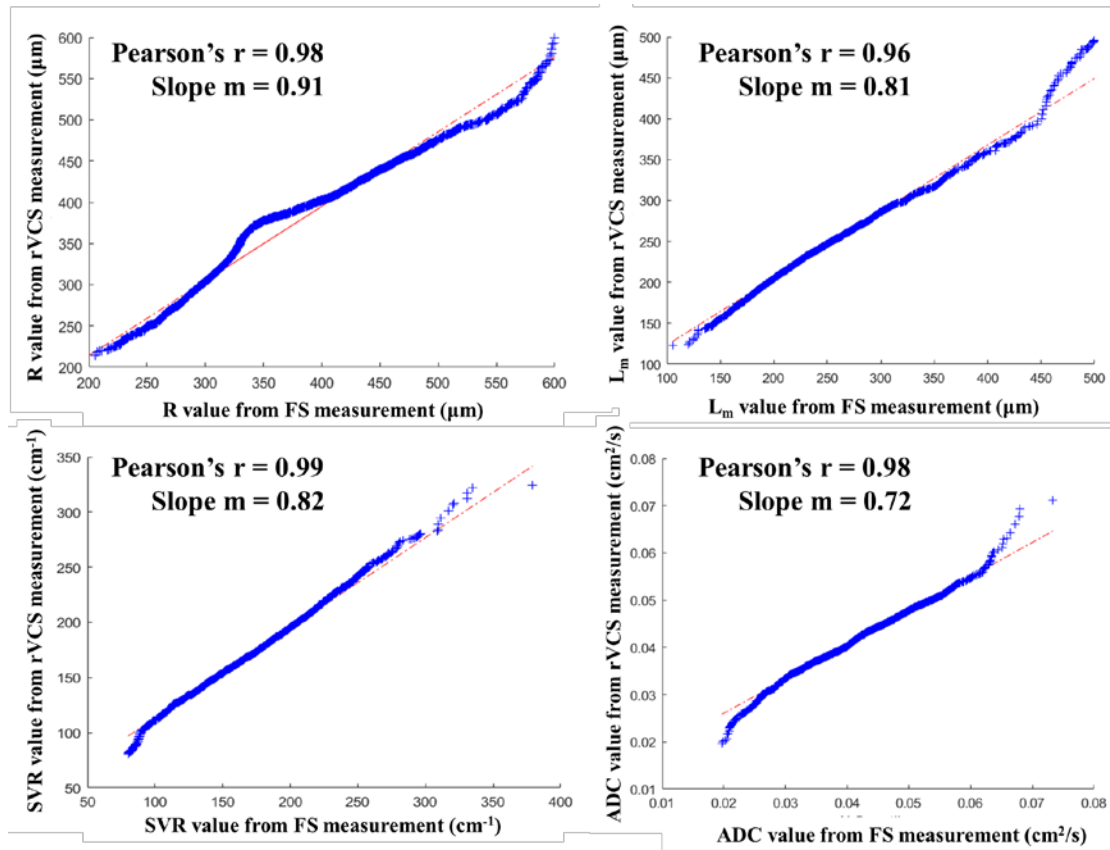 Pearson's r = 0.98
Slope m = 0.91
R value from rVCS measurement (μm)
600
550
500
450
400
350
300
250
200
200 250 300 350 400 450 500 550 600
R value from FS measurement (μm)
Pearson's r = 0.96
Slope m = 0.81
Lm value from rVCS measurement (μm)
500
450
400
350
300
250
200
150
100
100 150 200 250 300 350 400 450 500
Lm value from FS measurement (μm)
Pearson's r = 0.99
Slope m = 0.82
SVR value from rVCS measurement (cm⁻¹)
350
300
250
200
150
100
50
50 100 150 200 250 300 350 400
SVR value from FS measurement (cm⁻¹)
Pearson's r = 0.98
Slope m = 0.72
ADC value from rVCS measurement (cm²/s)
0.08
0.07
0.06
0.05
0.04
0.03
0.02
0.01
0.01 0.02 0.03 0.04 0.05 0.06 0.07 0.08
ADC value from FS measurement (cm²/s)